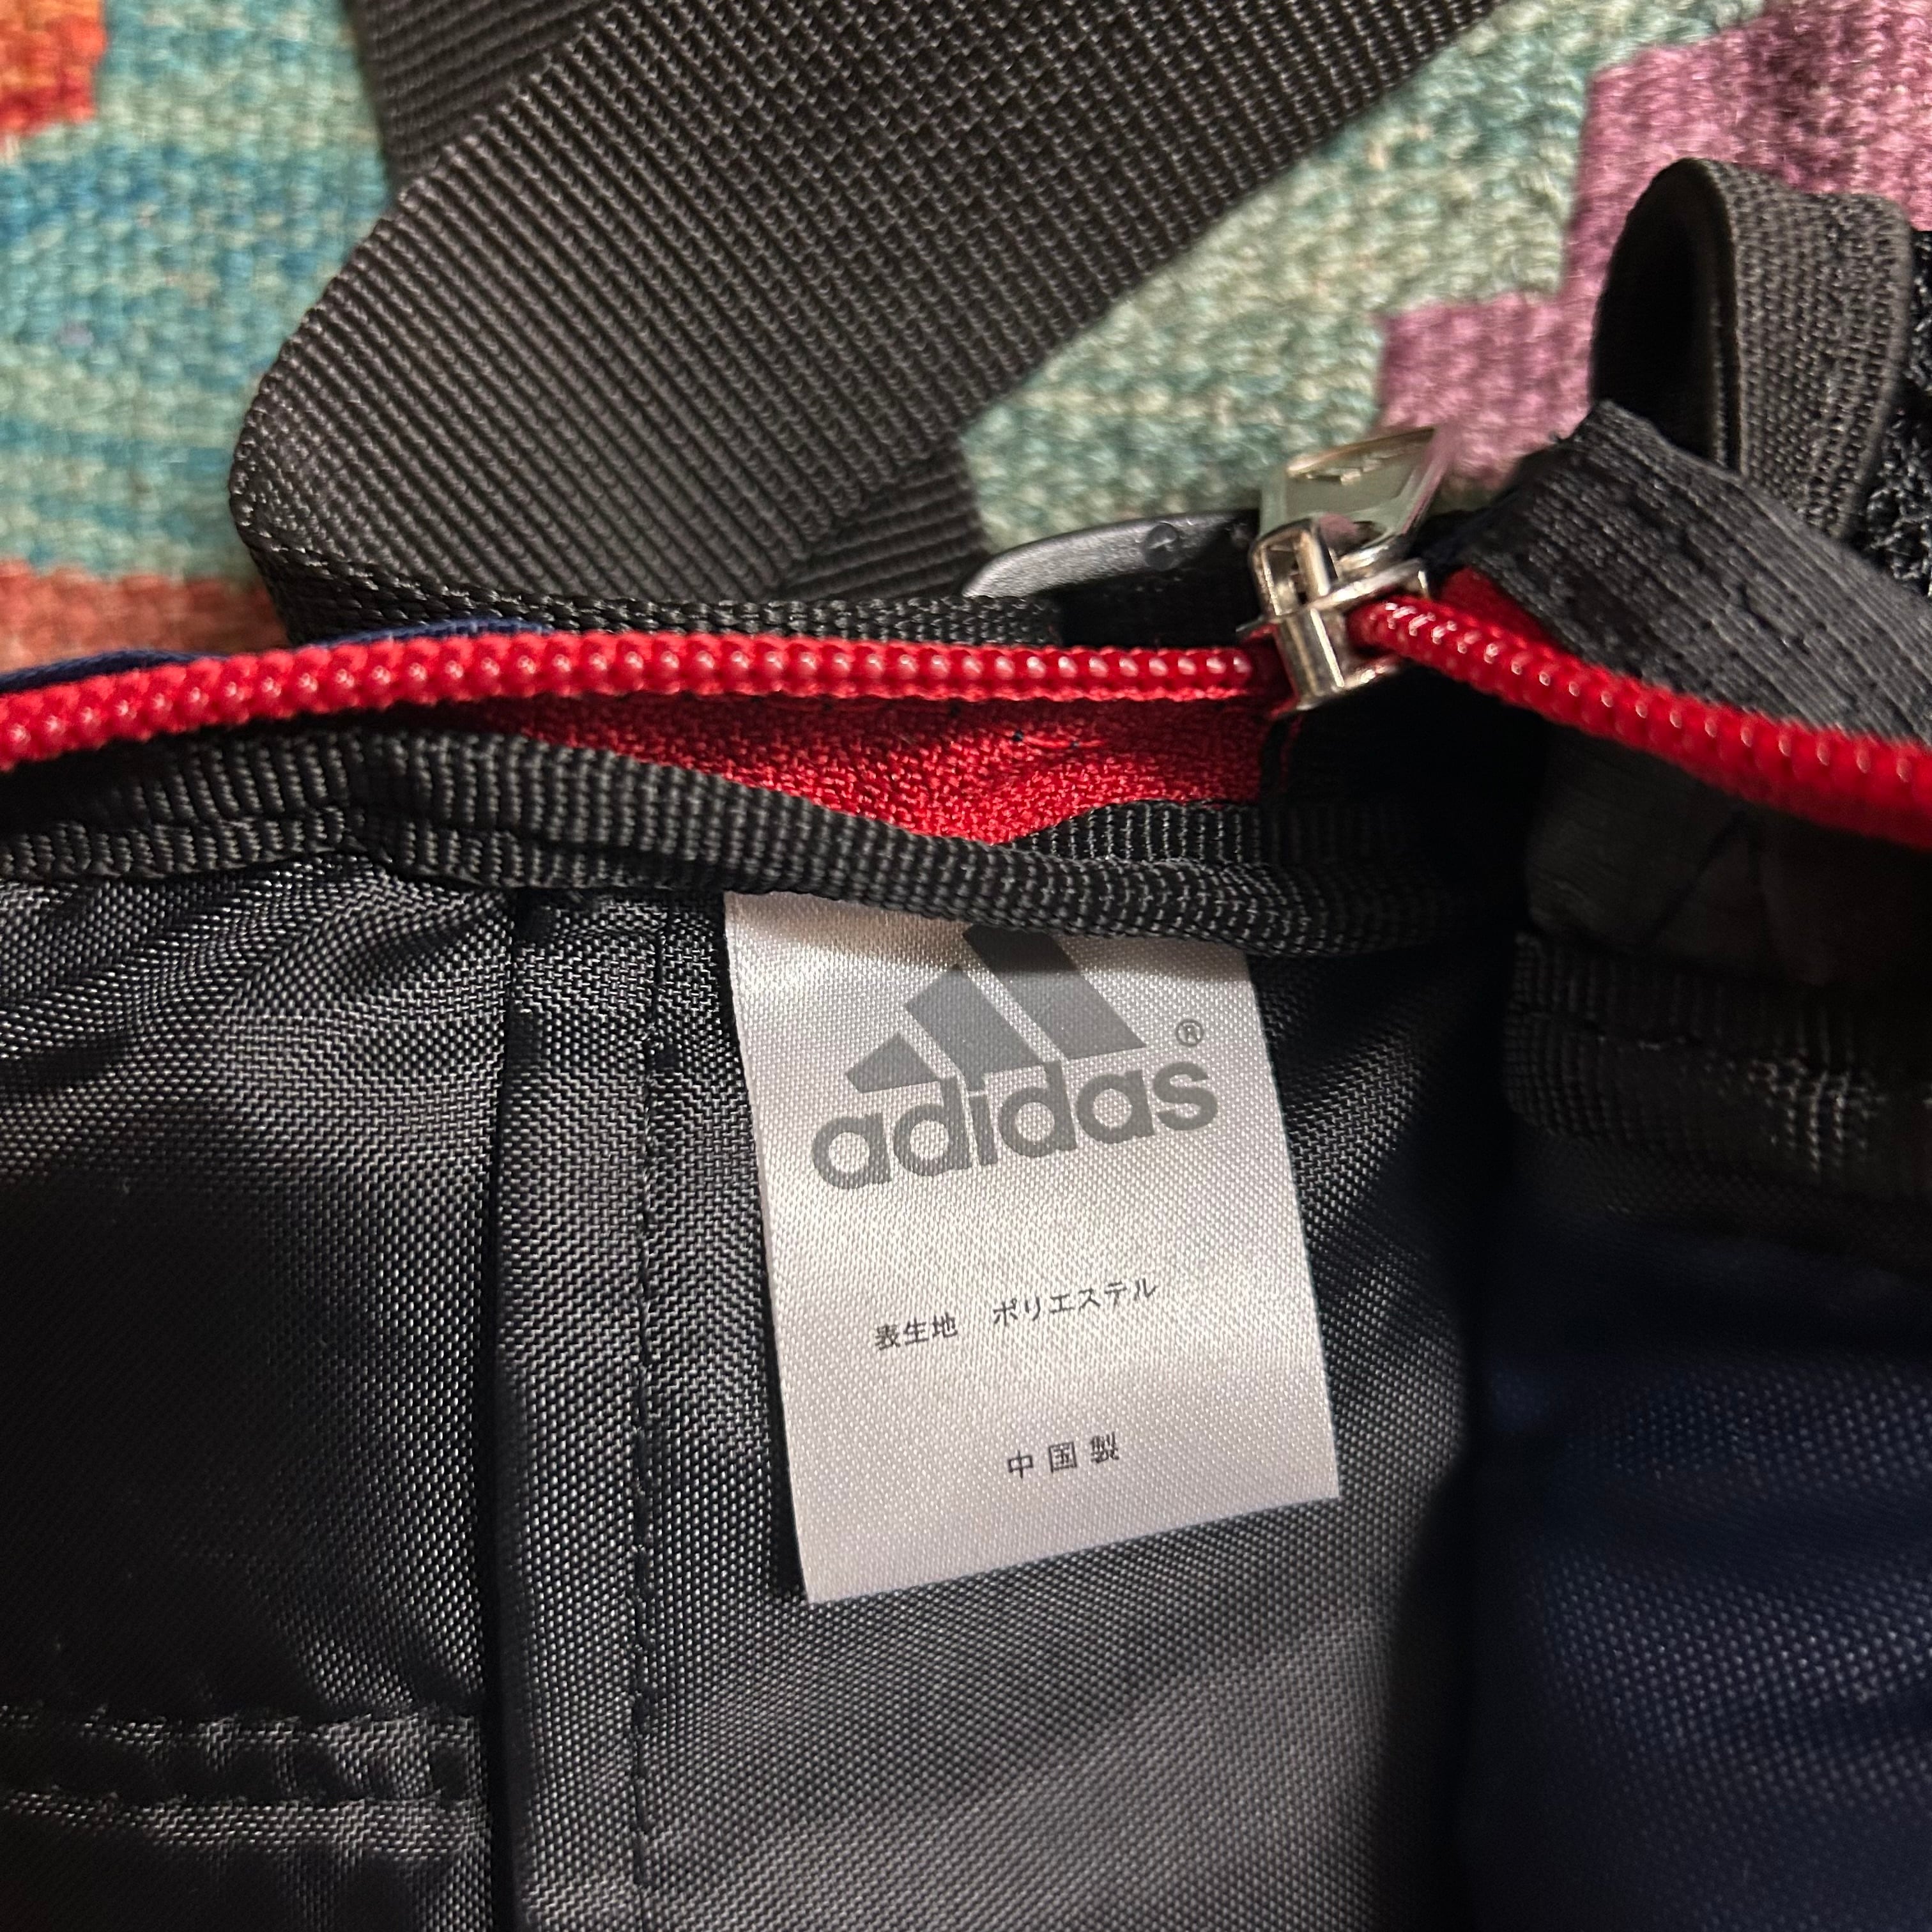 adidas®
表生地 ポリエステル
中国製